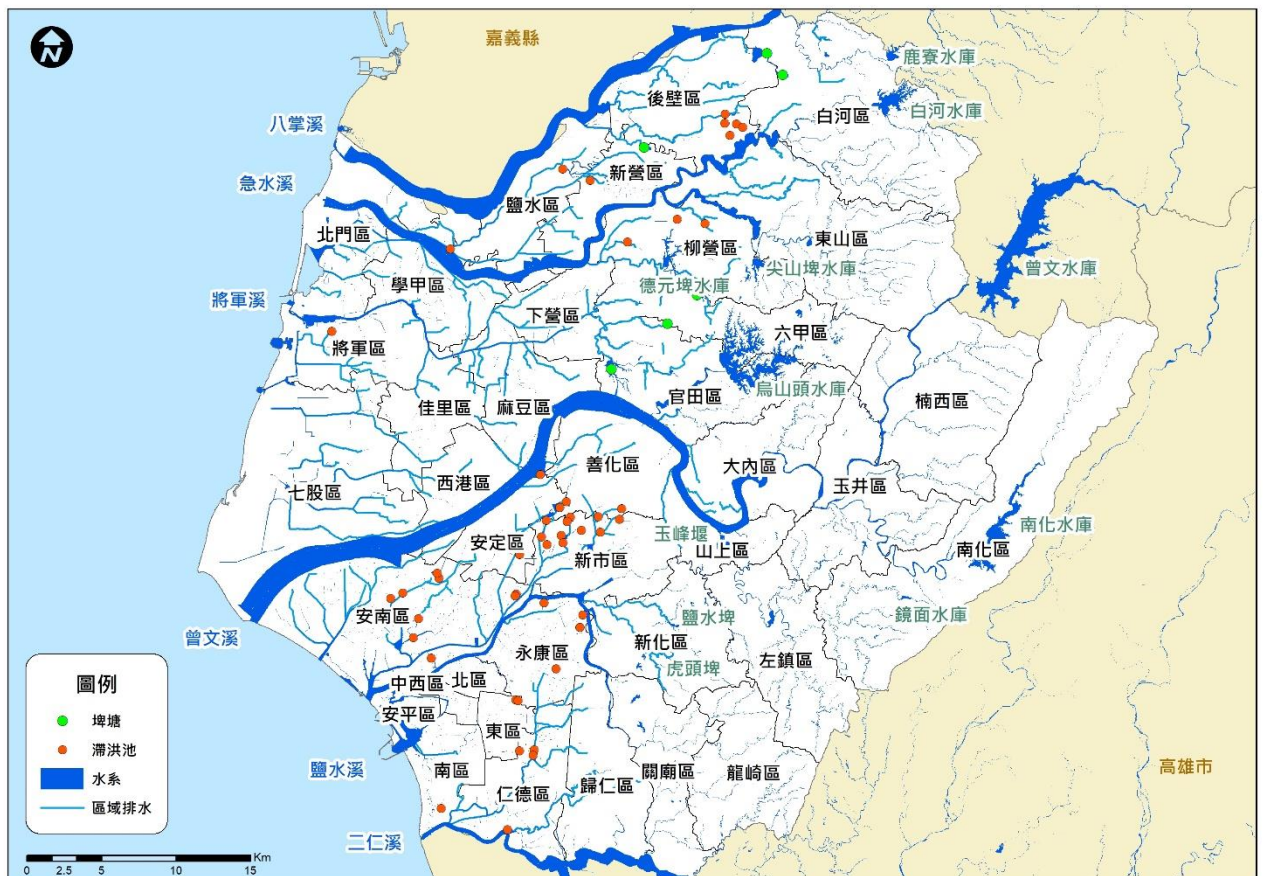 N
嘉義縣
鹿寮水庫
後壁區
白河區
白河水庫
八掌溪
新營區
急水溪
鹽水區
北門區
東山區
柳營區
尖山埤水庫
曾文水庫
學甲區
德元埤水庫
將軍溪
下營區
六甲區
將軍區
烏山頭水庫
官田區
楠西區
佳里區
麻豆區
善化區
大內區
西港區
玉井區
七股區
南化水庫
玉峰堰
安定區
山上區
南化區
新市區
安南區
鹽水埤
鏡面水庫
曾文溪
新化區
永康區
左鎮區
虎頭埤
中西區
北區
安平區
東區
鹽水溪
南區
關廟區
龍崎區
高雄市
歸仁區
仁德區
二仁溪
圖例
埤塘
滯洪池
水系
區域排水
Km
0 2.5 5 10 15